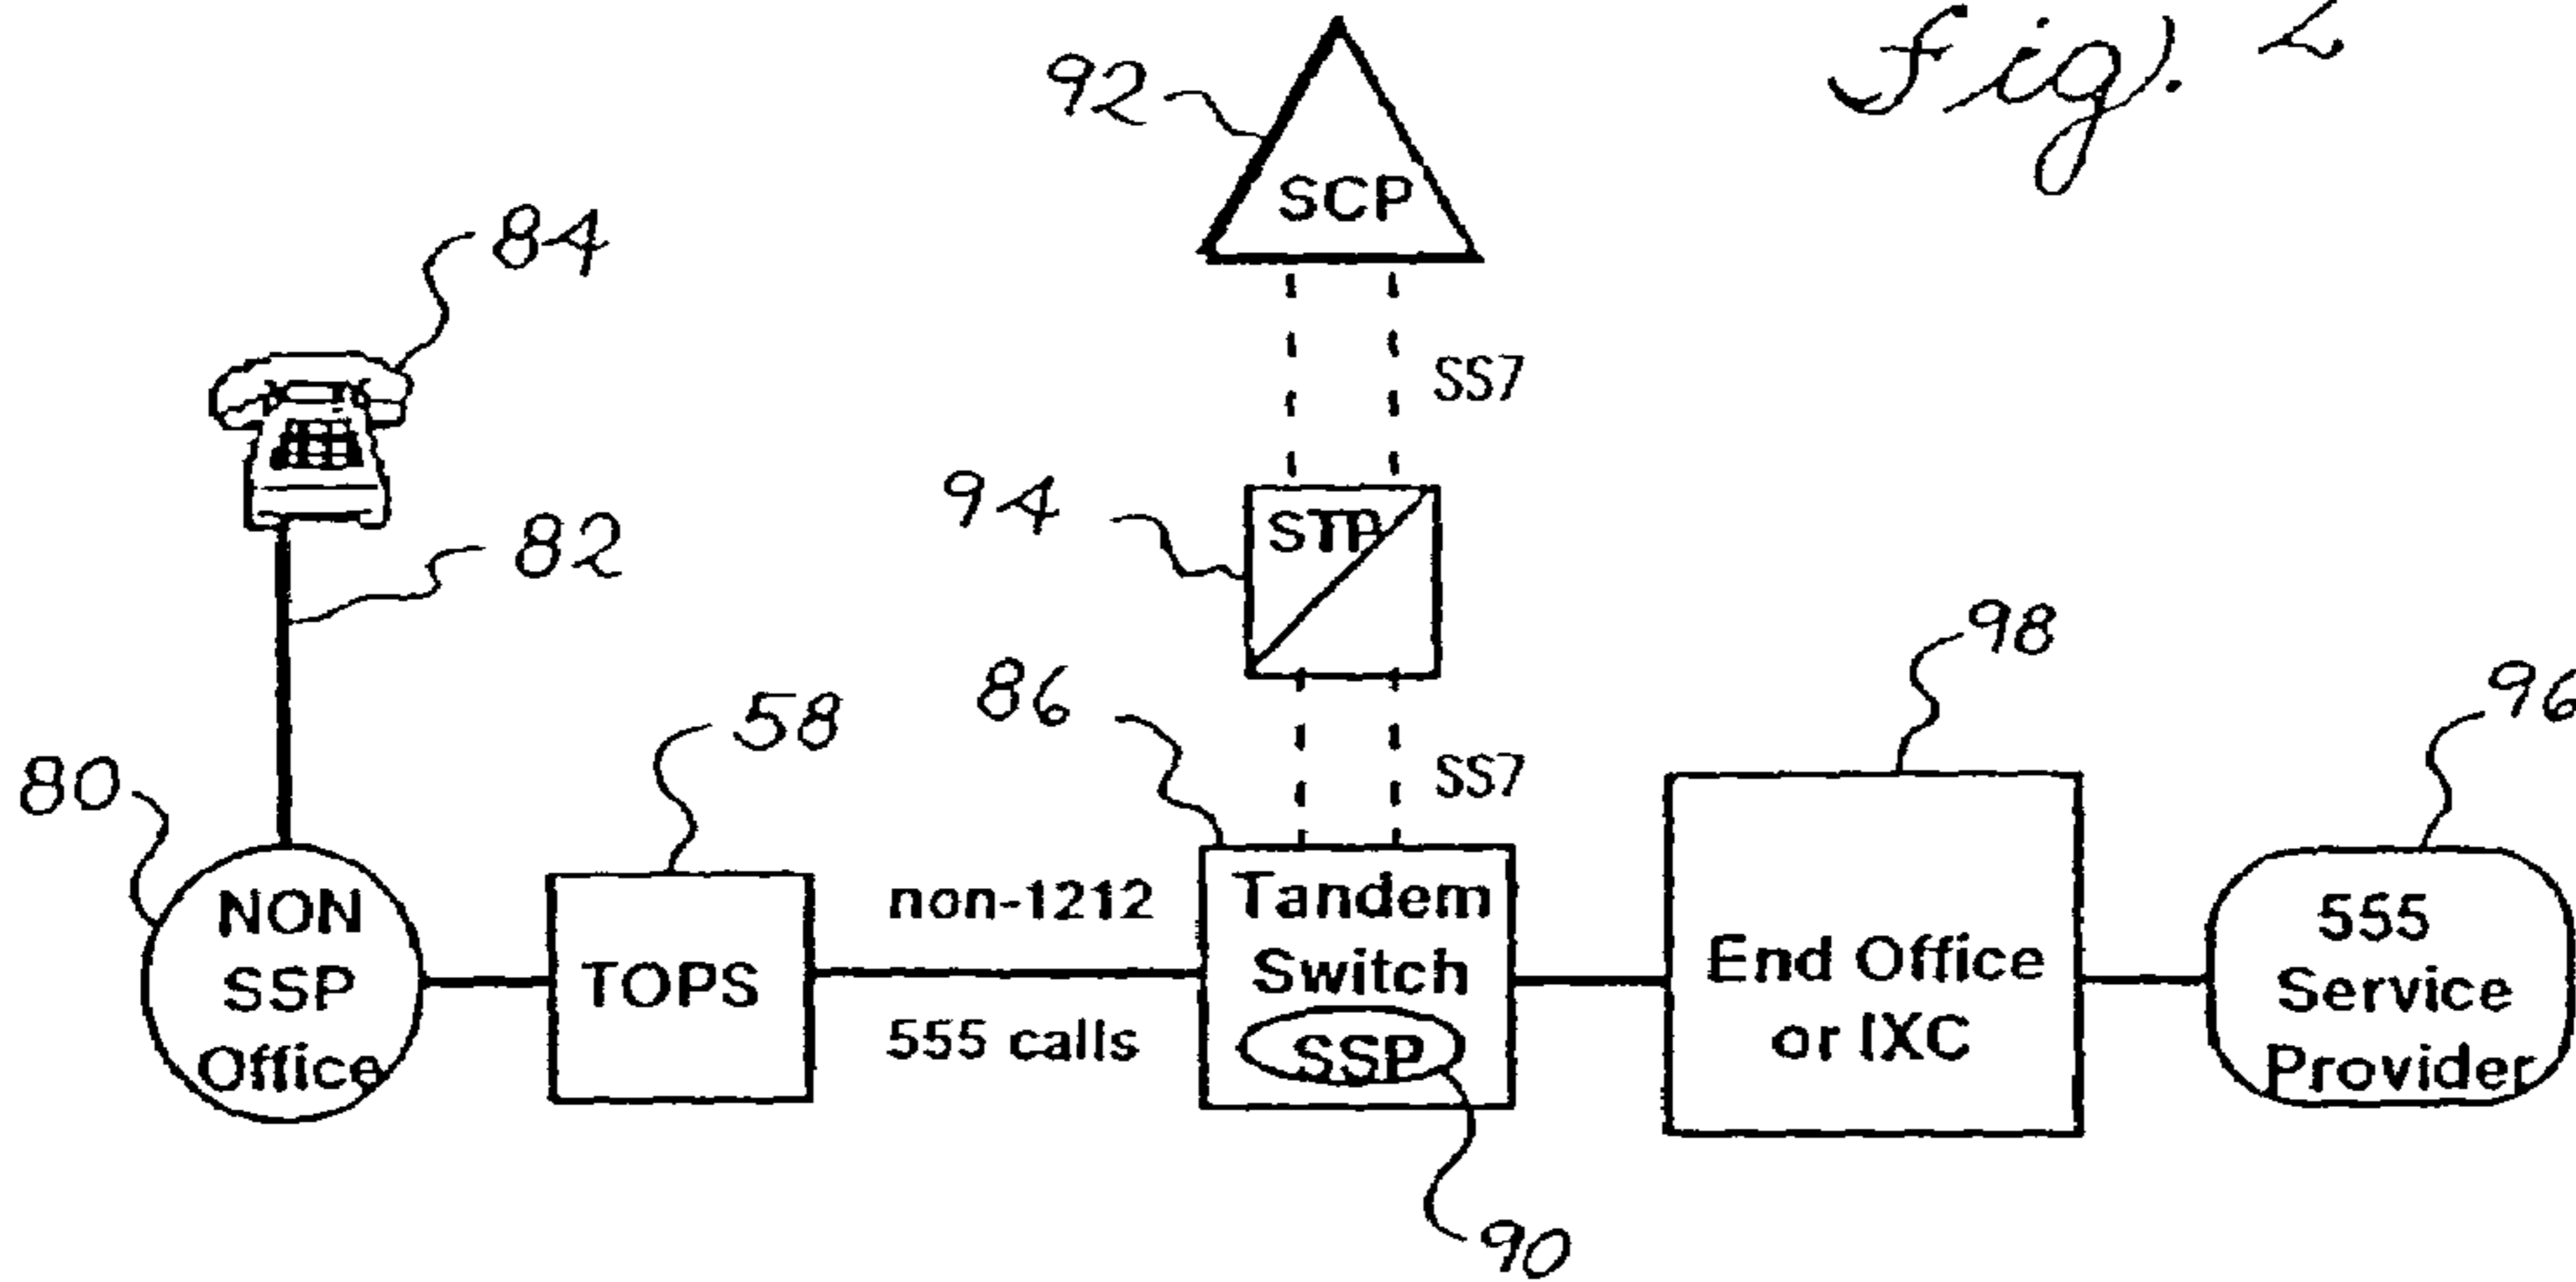 Fig. 2
92
SCP
84
SS7
94
STP
82
98
86
96
58
SS7
80
NON
SSP
Office
TOPS
non-1212
555 calls
Tandem
Switch
SSP
End Office
or IXC
555
Service
Provider
90